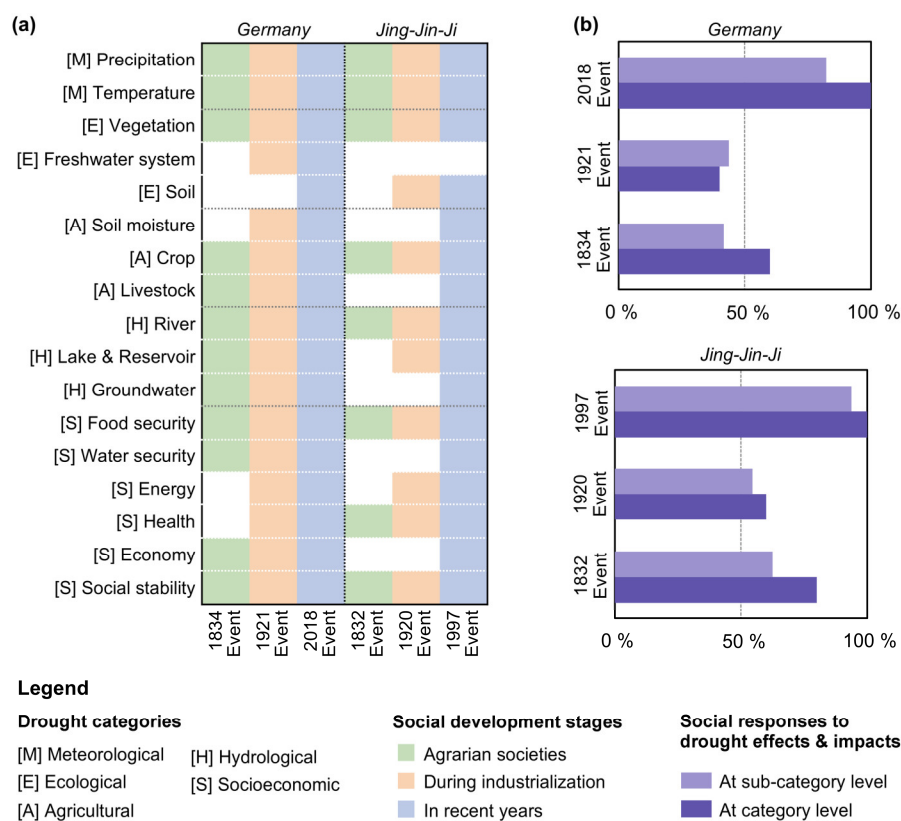 (a)
Germany
Jing-Jin-Ji
[M] Precipitation
[M] Temperature
[E] Vegetation
[E] Freshwater system
[E] Soil
[A] Soil moisture
[A] Crop
[A] Livestock
[H] River
[H] Lake & Reservoir
[H] Groundwater
[S] Food security
[S] Water security
[S] Energy
[S] Health
[S] Economy
[S] Social stability
1834
Event
1921
Event
2018
Event
1832
Event
1920
Event
1997
Event
(b)
Germany
2018
Event
1921
Event
1834
Event
0 %
50 %
100 %
Jing-Jin-Ji
1997
Event
1920
Event
1832
Event
0 %
50 %
100 %
Legend
Drought categories
[M] Meteorological
[E] Ecological
[A] Agricultural
[H] Hydrological
[S] Socioeconomic
Social development stages
Agrarian societies
During industrialization
In recent years
Social responses to
drought effects & impacts
At sub-category level
At category level